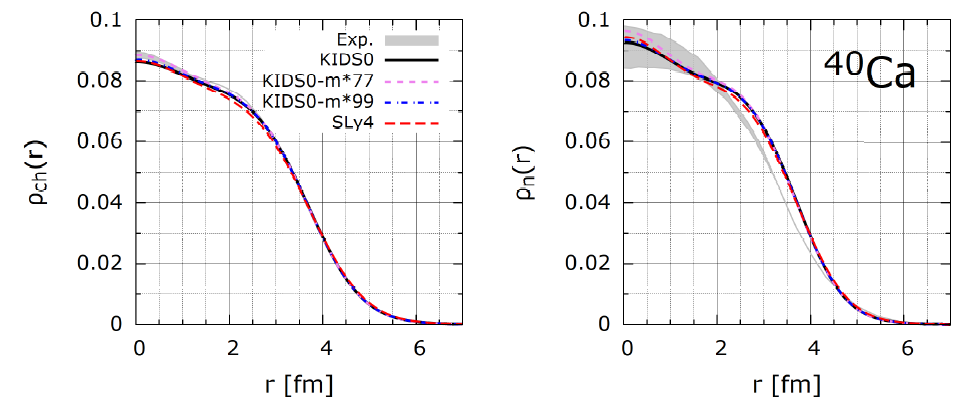 0.1
0.08
0.06
0.04
0.02
0
0 2 4 6
ρch(r)
r [fm]
Exp.
KIDS0
KIDS0-m*77
KIDS0-m*99
SLy4
0.1
0.08
0.06
0.04
0.02
0
0 2 4 6
ρn(r)
r [fm]
40Ca